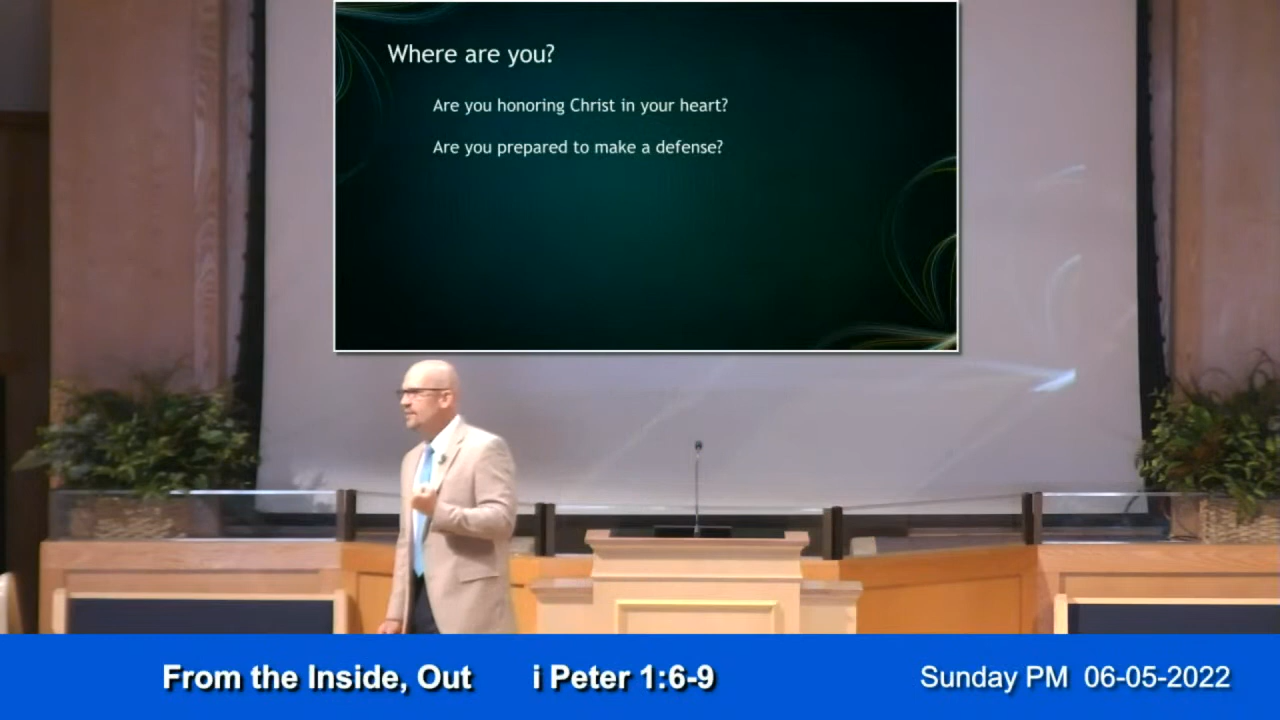 Where are you?
Are you honoring Christ in your heart?
Are you prepared to make a defense?
From the Inside, Out i Peter 1:6-9 Sunday PM 06-05-2022